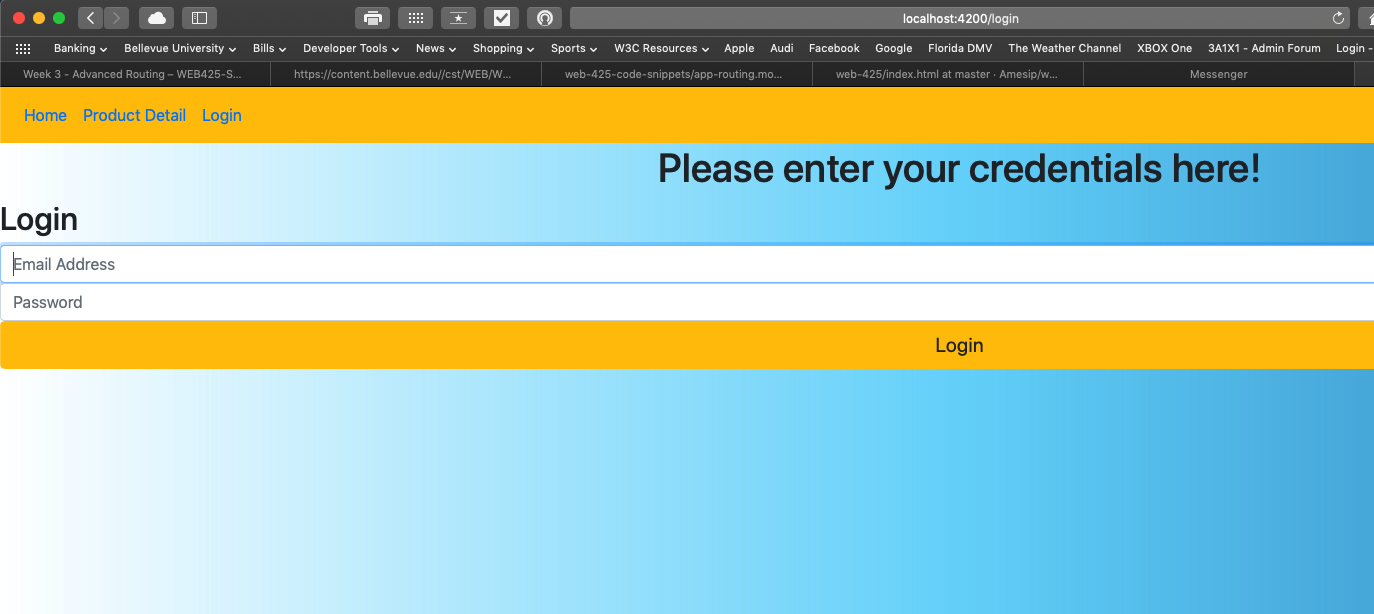 localhost:4200/login
Banking Bellevue University Bills Developer Tools News Shopping Sports W3C Resources Apple Audi Facebook Google Florida DMV The Weather Channel XBOX One 3A1X1 - Admin Forum Login -
Week 3 - Advanced Routing – WEB425-S... https://content.bellevue.edu//cst/WEB/W... web-425-code-snippets/app-routing.mo... web-425/index.html at master · Amesip/w... Messenger
Home Product Detail Login
Please enter your credentials here!
Login
Email Address
Password
Login